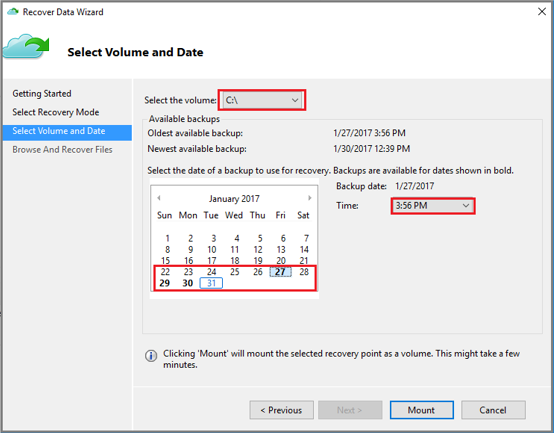 Recover Data Wizard
Select Volume and Date
Getting Started
Select Recovery Mode
Select Volume and Date
Browse And Recover Files
Select the volume: C:\
Available backups
Oldest available backup: 1/27/2017 3:56 PM
Newest available backup: 1/30/2017 12:39 PM
Select the date of a backup to use for recovery. Backups are available for dates shown in bold.
Backup date: 1/27/2017
Time: 3:56 PM
January 2017
Sun Mon Tue Wed Thu Fri Sat
1 2 3 4 5 6 7
8 9 10 11 12 13 14
15 16 17 18 19 20 21
22 23 24 25 26 27 28
29 30 31
Clicking 'Mount' will mount the selected recovery point as a volume. This might take a few
minutes.
< Previous Next > Mount Cancel